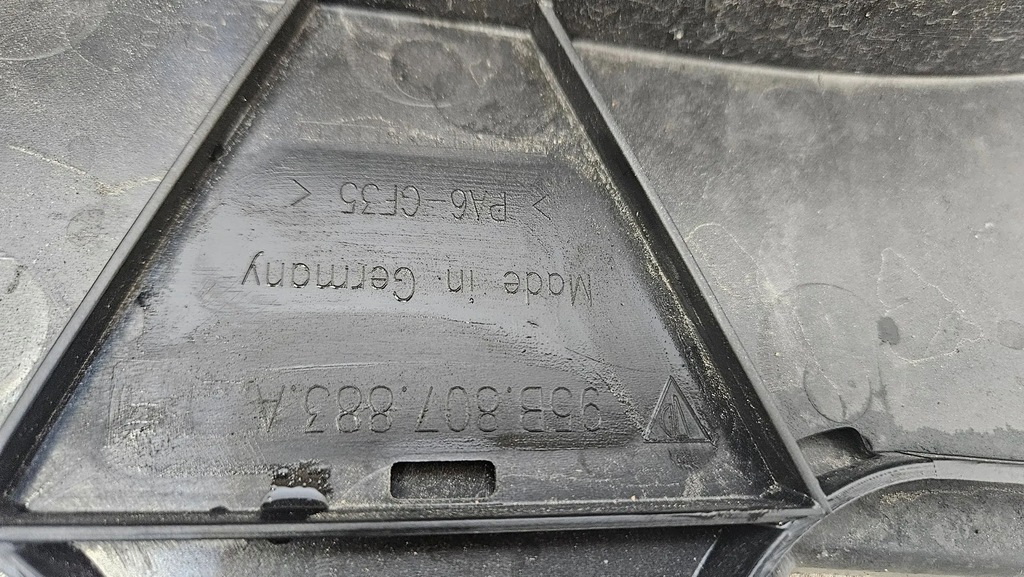 95B.807.883.A
Made in Germany
> PA6-GF35 <